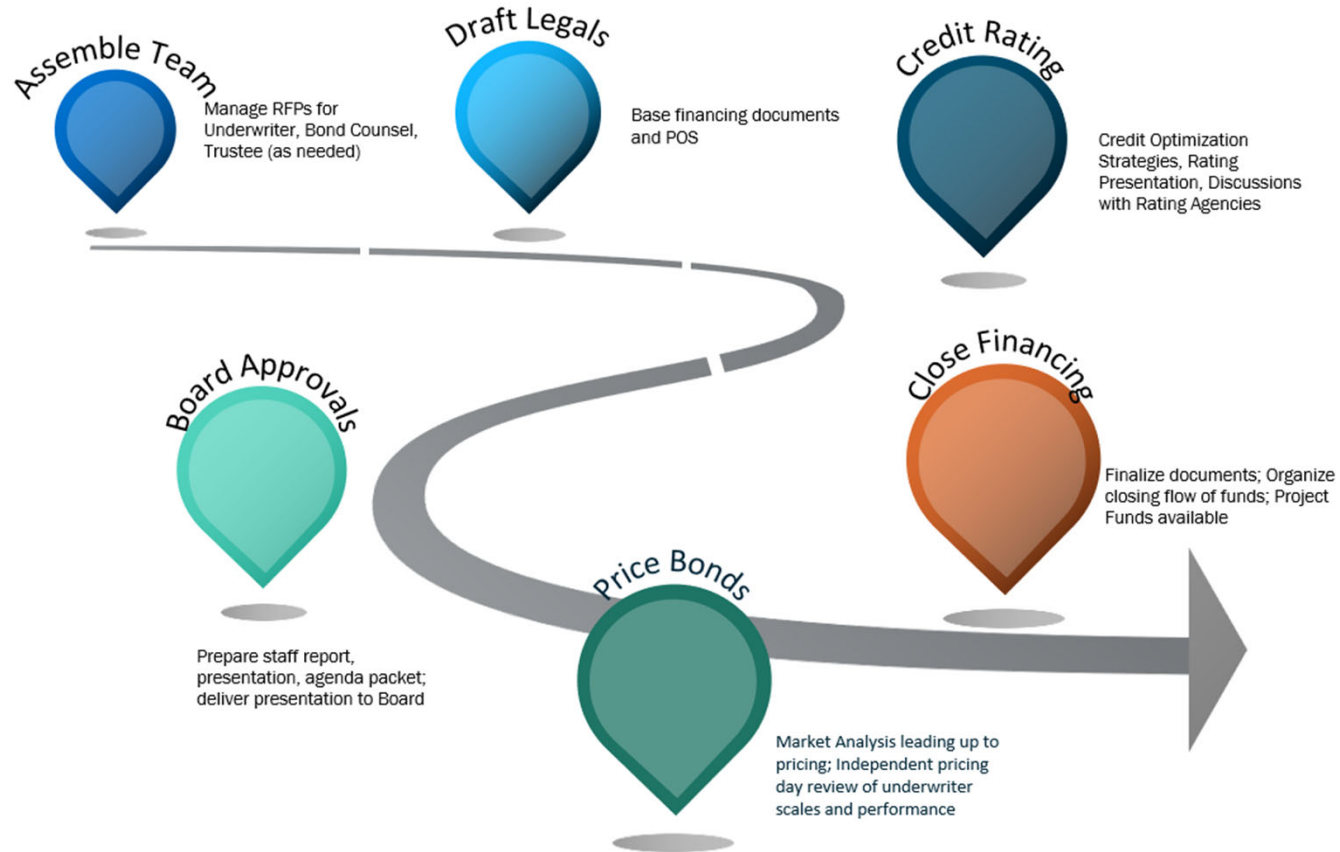 Assemble Team
Manage RFPs for
Underwriter, Bond Counsel,
Trustee (as needed)
Draft Legals
Base financing documents
and POS
Credit Rating
Credit Optimization
Strategies, Rating
Presentation, Discussions
with Rating Agencies
Board Approvals
Prepare staff report,
presentation, agenda packet;
deliver presentation to Board
Price Bonds
Market Analysis leading up to
pricing; Independent pricing
day review of underwriter
scales and performance
Close Financing
Finalize documents; Organize
closing flow of funds; Project
Funds available